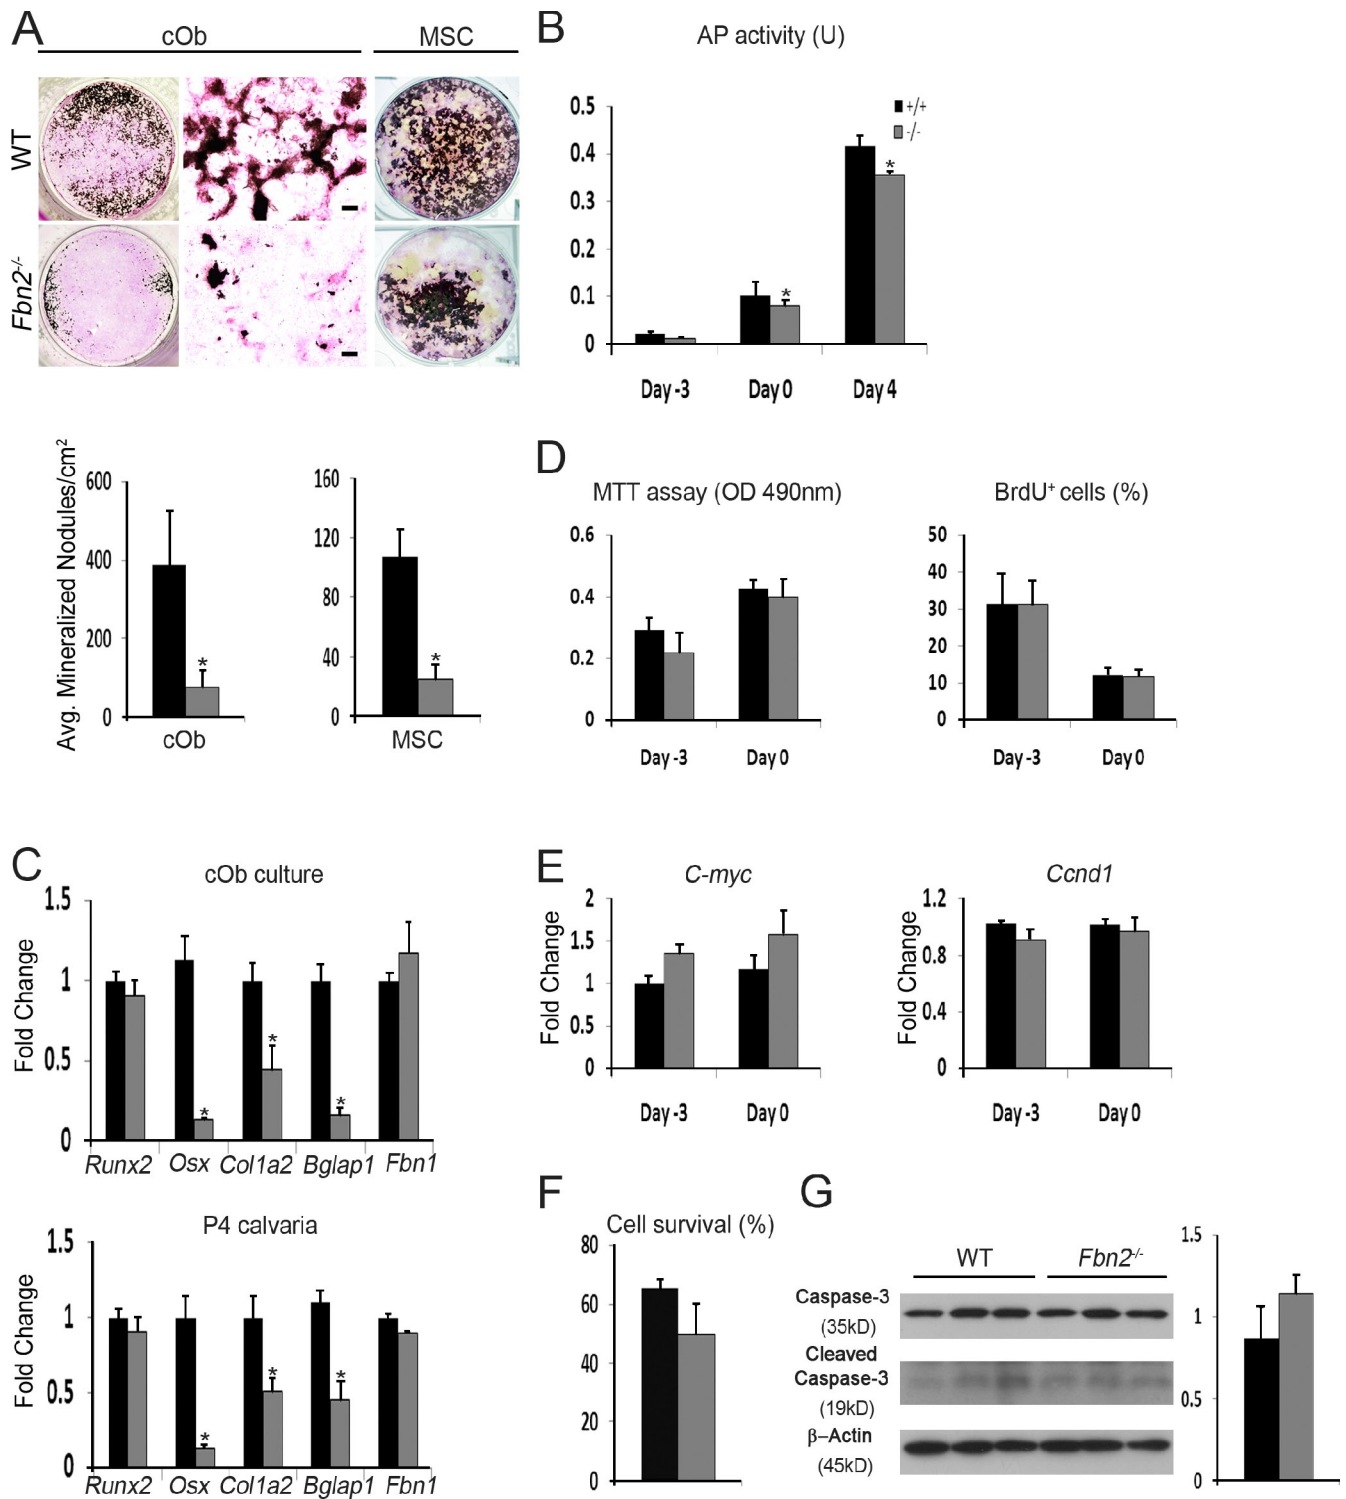 A
cOb
MSC
WT
Fbn2-/-
Avg. Mineralized Nodules/cm2
600
400
200
0
*
cOb
160
120
80
40
0
*
MSC
B
AP activity (U)
+/+
-/-
0.5
0.4
0.3
0.2
0.1
0
*
*
Day -3 Day 0 Day 4
D
MTT assay (OD 490nm)
0.6
0.4
0.2
0
Day -3 Day 0
BrdU+ cells (%)
50
40
30
20
10
0
Day -3 Day 0
C
cOb culture
Fold Change
1.5
1
0.5
0
* * *
Runx2 Osx Col1a2 Bglap1 Fbn1
P4 calvaria
Fold Change
1.5
1
0.5
0
* * *
Runx2 Osx Col1a2 Bglap1 Fbn1
E
C-myc
Fold Change
2
1.5
1
0.5
0
Day -3 Day 0
Ccnd1
Fold Change
1.2
0.8
0.4
0
Day -3 Day 0
F
Cell survival (%)
80
60
40
20
0
G
WT Fbn2-/-
Caspase-3
(35kD)
Cleaved
Caspase-3
(19kD)
β–Actin
(45kD)
1.5
1
0.5
0